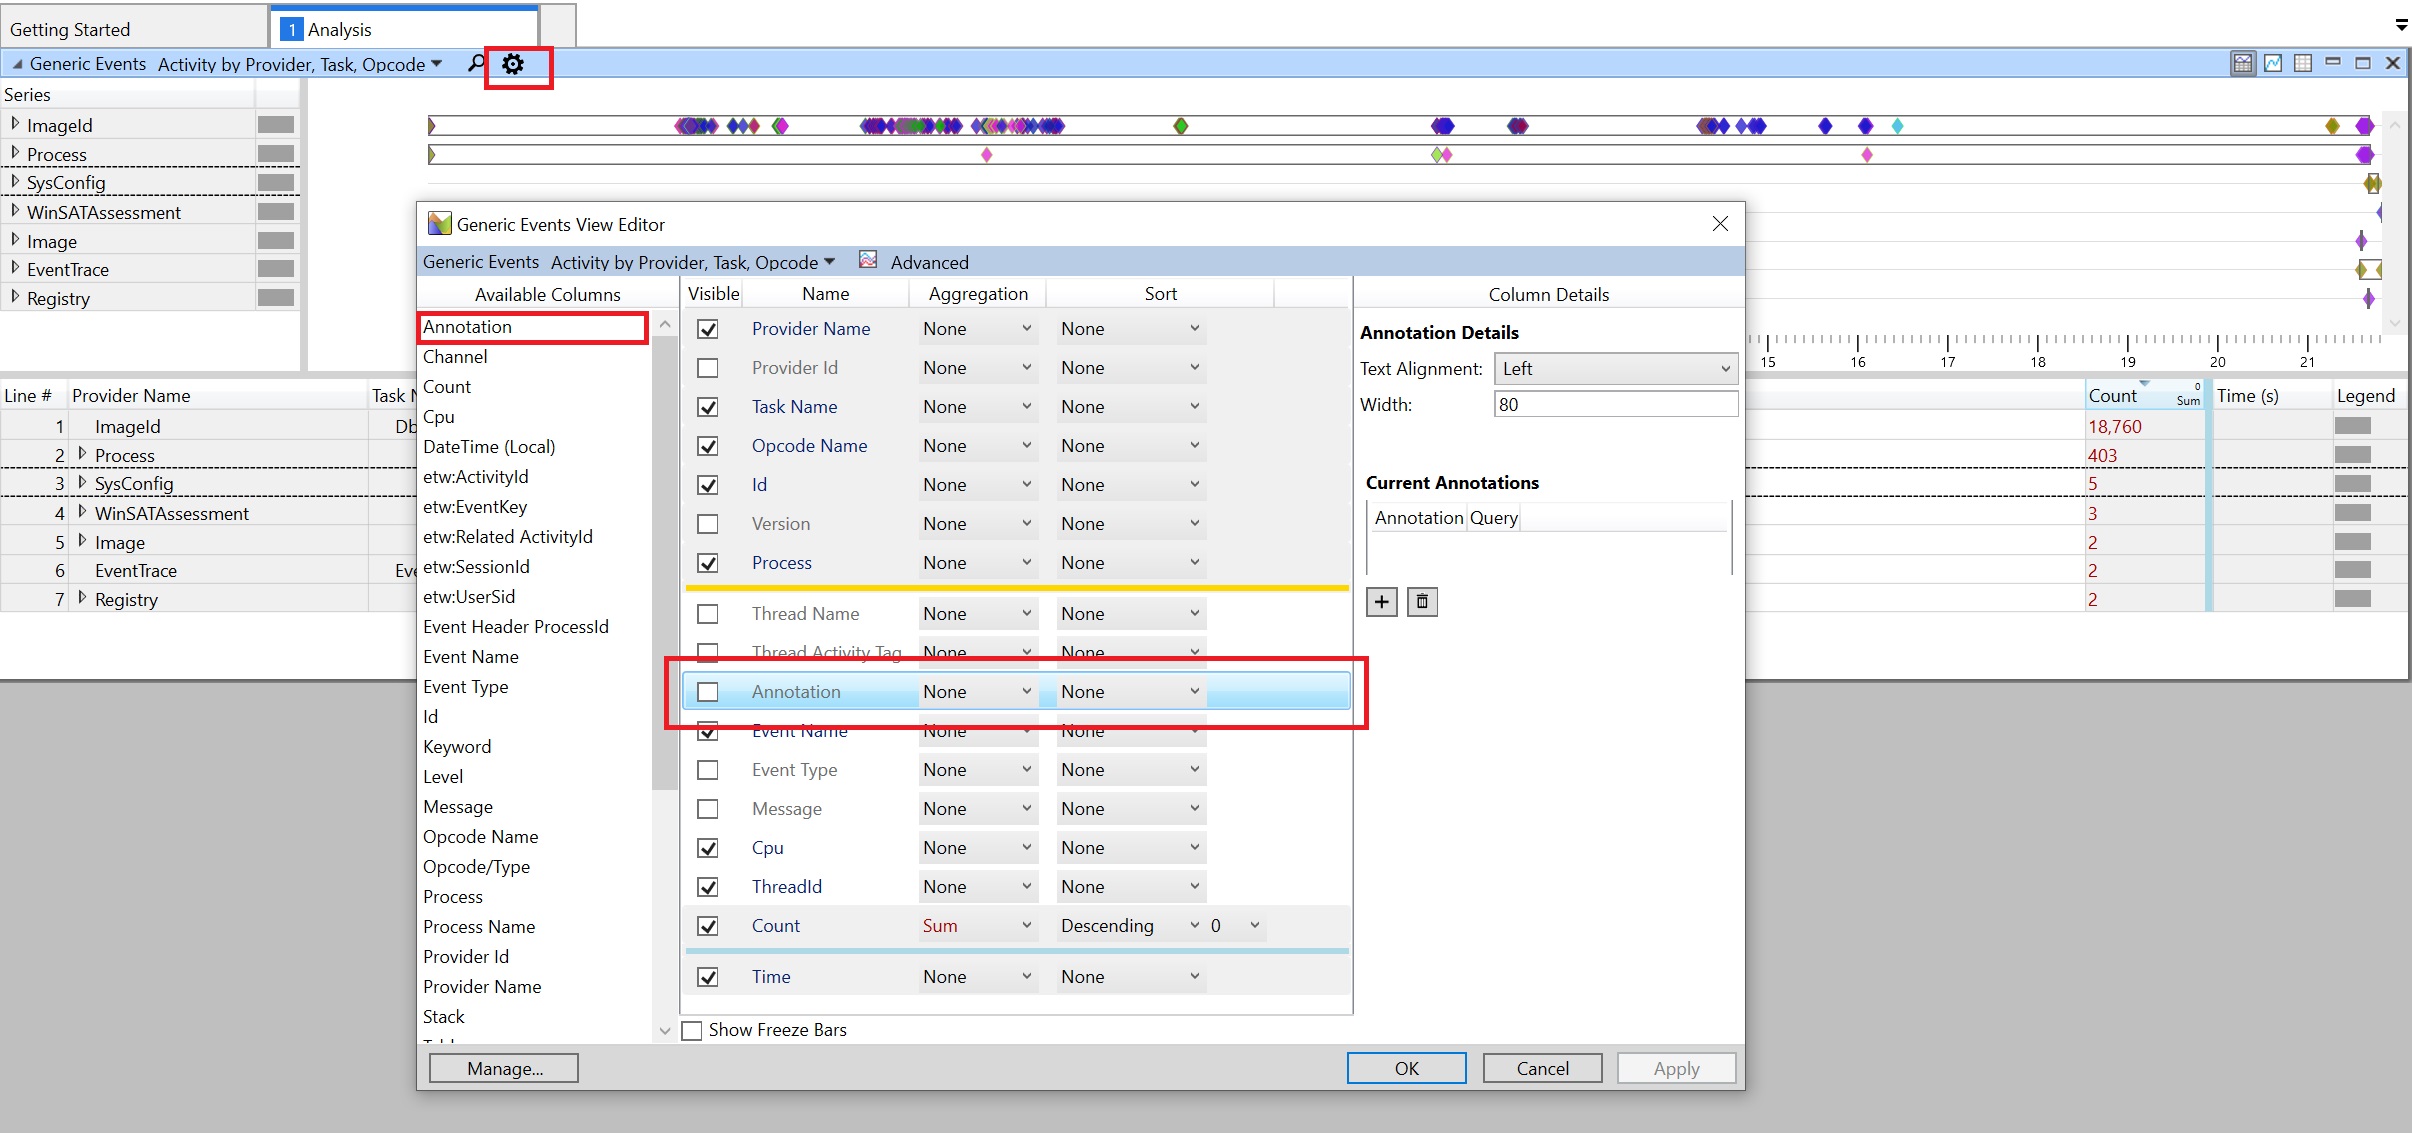 Getting Started
1 Analysis
Generic Events Activity by Provider, Task, Opcode
Series
ImageId
Process
SysConfig
WinSATAssessment
Image
EventTrace
Registry
15 16 17 18 19 20 21
Line # Provider Name Task N Count 0 Sum Time (s) Legend
1 ImageId Db 18,760
2 Process 403
3 SysConfig 5
4 WinSATAssessment 3
5 Image 2
6 EventTrace Eve 2
7 Registry 2
Generic Events View Editor
Generic Events Activity by Provider, Task, Opcode Advanced
Available Columns
Annotation
Channel
Count
Cpu
DateTime (Local)
etw:ActivityId
etw:EventKey
etw:Related ActivityId
etw:SessionId
etw:UserSid
Event Header ProcessId
Event Name
Event Type
Id
Keyword
Level
Message
Opcode Name
Opcode/Type
Process
Process Name
Provider Id
Provider Name
Stack
Visible Name Aggregation Sort
Provider Name None None
Provider Id None None
Task Name None None
Opcode Name None None
Id None None
Version None None
Process None None
Thread Name None None
Thread Activity Tag None None
Annotation None None
Event Name None None
Event Type None None
Message None None
Cpu None None
ThreadId None None
Count Sum Descending 0
Time None None
Show Freeze Bars
Column Details
Annotation Details
Text Alignment: Left
Width: 80
Current Annotations
Annotation Query
Manage... OK Cancel Apply